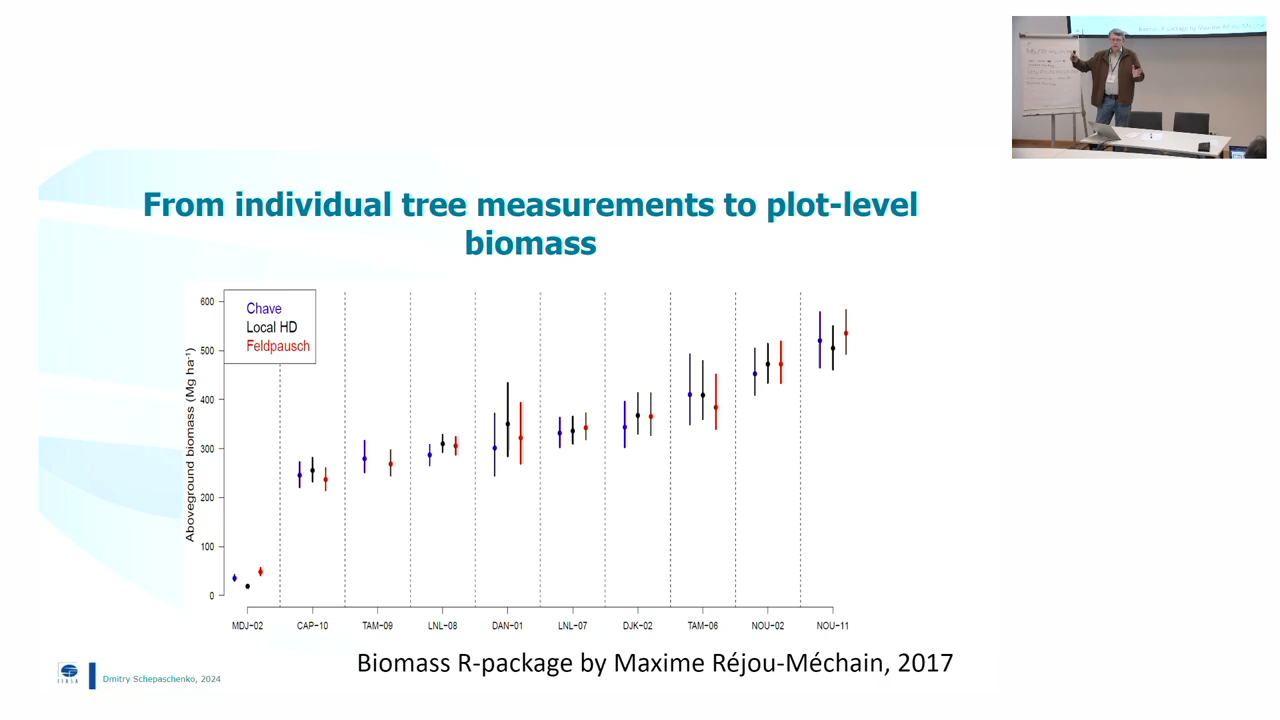 From individual tree measurements to plot-level
biomass
Chave
Local HD
Feldpausch
Aboveground biomass (Mg ha⁻¹)
600
500
400
300
200
100
0
MDJ−02 CAP−10 TAM−09 LNL−08 DAN−01 LNL−07 DJK−02 TAM−06 NOU−02 NOU−11
Biomass R-package by Maxime Réjou-Méchain, 2017
IIASA
Dmitry Schepaschenko, 2024